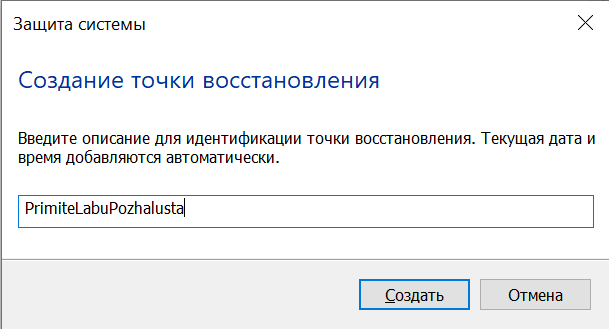 Защита системы
Создание точки восстановления
Введите описание для идентификации точки восстановления. Текущая дата и
время добавляются автоматически.
PrimiteLabuPozhalusta
Создать
Отмена